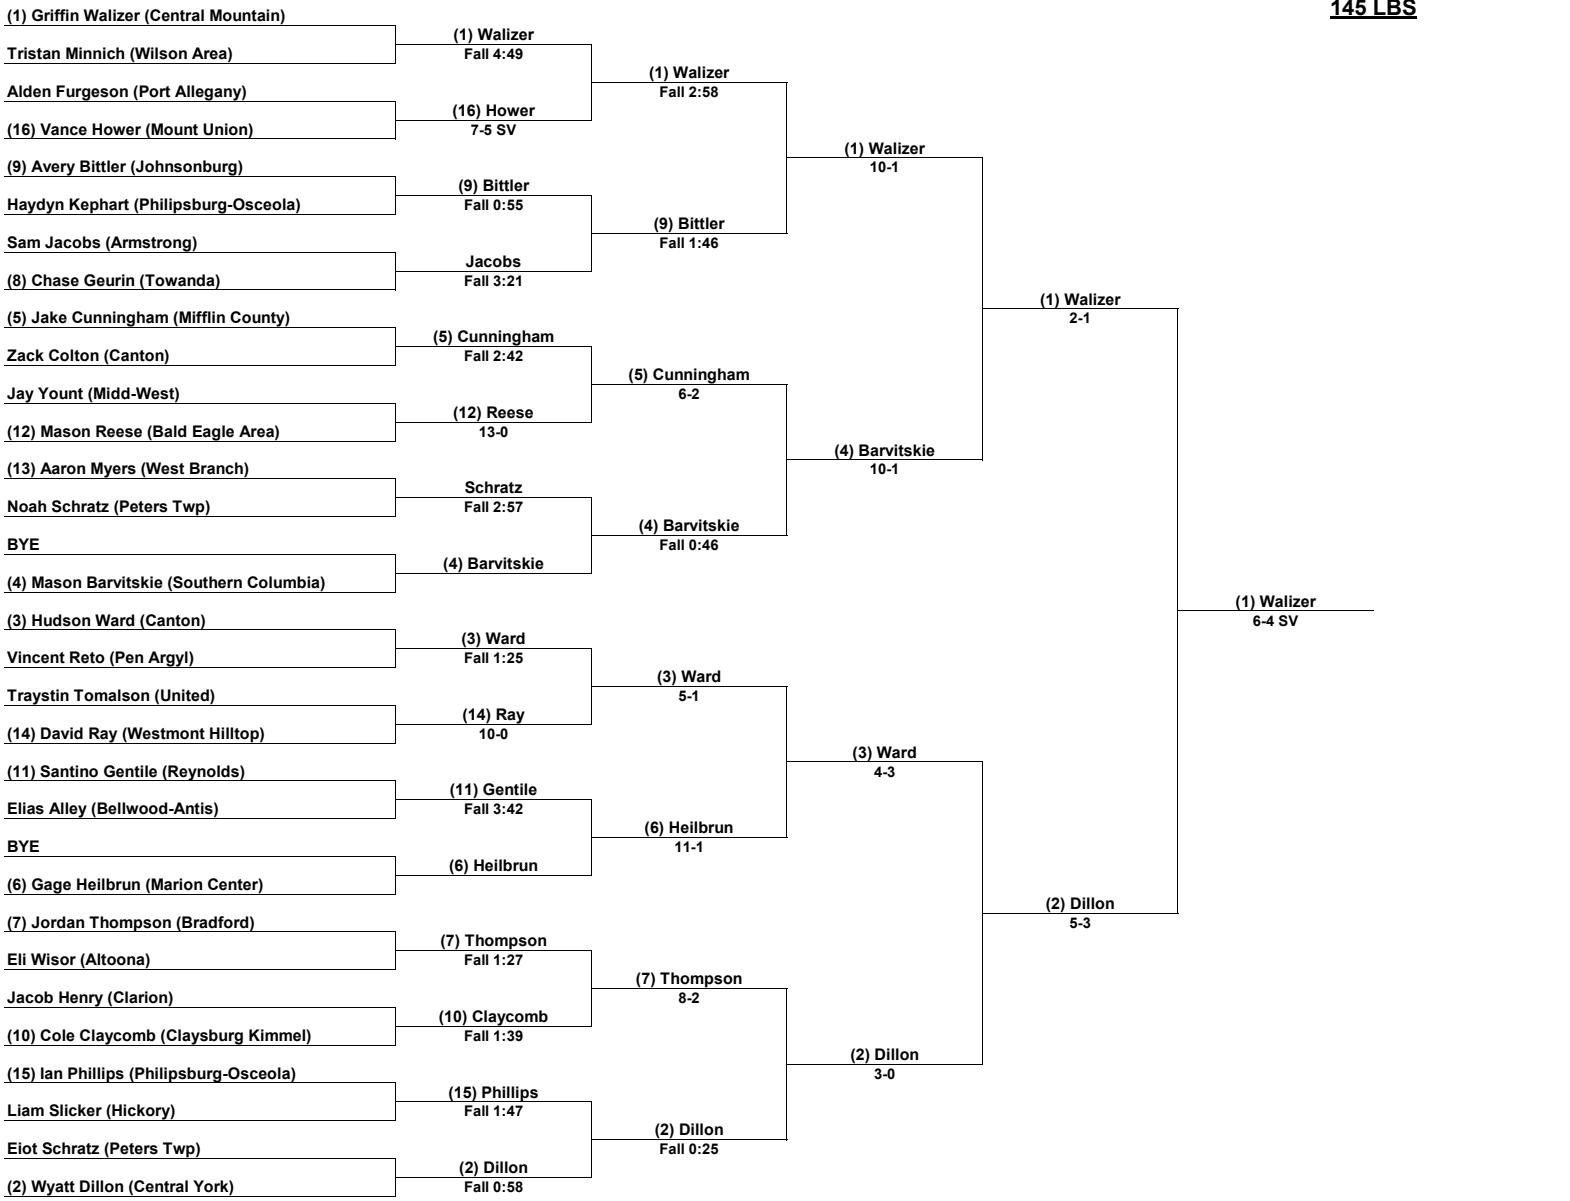 145 LBS
(1) Griffin Walizer (Central Mountain)
Tristan Minnich (Wilson Area)
Alden Furgeson (Port Allegany)
(16) Vance Hower (Mount Union)
(9) Avery Bittler (Johnsonburg)
Haydyn Kephart (Philipsburg-Osceola)
Sam Jacobs (Armstrong)
(8) Chase Geurin (Towanda)
(5) Jake Cunningham (Mifflin County)
Zack Colton (Canton)
Jay Yount (Midd-West)
(12) Mason Reese (Bald Eagle Area)
(13) Aaron Myers (West Branch)
Noah Schratz (Peters Twp)
BYE
(4) Mason Barvitskie (Southern Columbia)
(3) Hudson Ward (Canton)
Vincent Reto (Pen Argyl)
Traystin Tomalson (United)
(14) David Ray (Westmont Hilltop)
(11) Santino Gentile (Reynolds)
Elias Alley (Bellwood-Antis)
BYE
(6) Gage Heilbrun (Marion Center)
(7) Jordan Thompson (Bradford)
Eli Wisor (Altoona)
Jacob Henry (Clarion)
(10) Cole Claycomb (Claysburg Kimmel)
(15) Ian Phillips (Philipsburg-Osceola)
Liam Slicker (Hickory)
Eiot Schratz (Peters Twp)
(2) Wyatt Dillon (Central York)
(1) Walizer
Fall 4:49
(16) Hower
7-5 SV
(9) Bittler
Fall 0:55
Jacobs
Fall 3:21
(5) Cunningham
Fall 2:42
(12) Reese
13-0
Schratz
Fall 2:57
(4) Barvitskie
(3) Ward
Fall 1:25
(14) Ray
10-0
(11) Gentile
Fall 3:42
(6) Heilbrun
(7) Thompson
Fall 1:27
(10) Claycomb
Fall 1:39
(15) Phillips
Fall 1:47
(2) Dillon
Fall 0:58
(1) Walizer
Fall 2:58
(9) Bittler
Fall 1:46
(5) Cunningham
6-2
(4) Barvitskie
Fall 0:46
(3) Ward
5-1
(6) Heilbrun
11-1
(7) Thompson
8-2
(2) Dillon
Fall 0:25
(1) Walizer
10-1
(4) Barvitskie
10-1
(3) Ward
4-3
(2) Dillon
3-0
(1) Walizer
2-1
(2) Dillon
5-3
(1) Walizer
6-4 SV